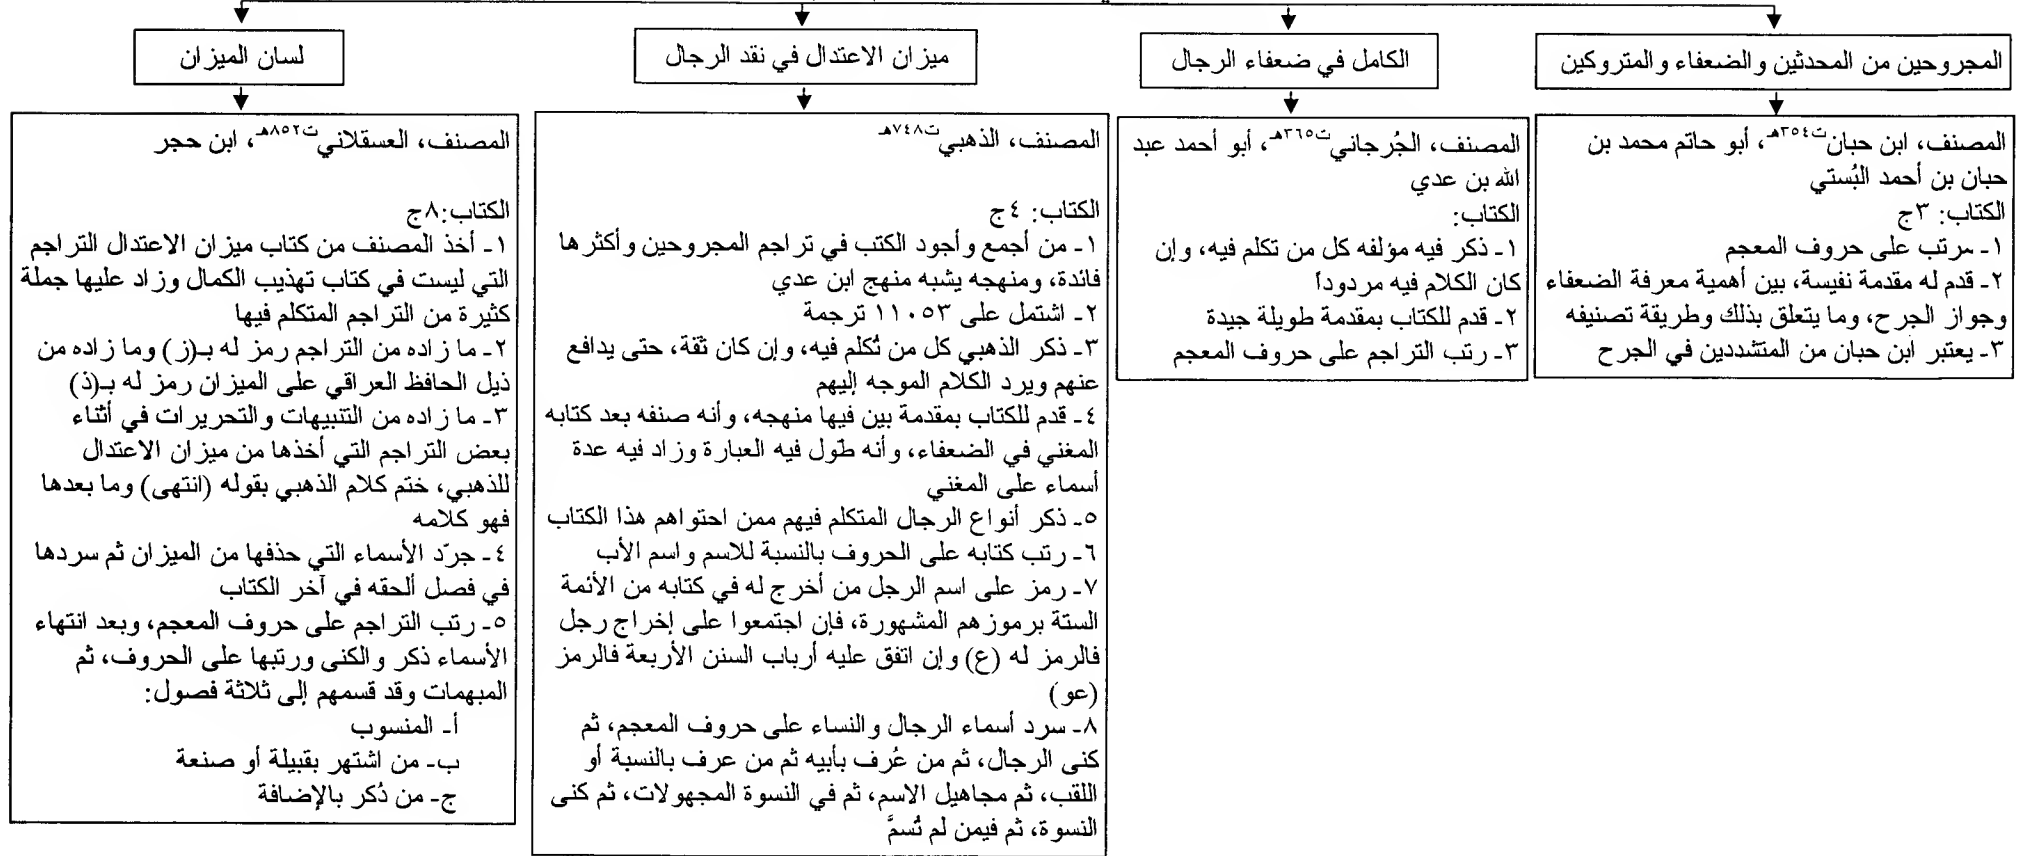 المجروحين من المحدثين والضعفاء والمتروكين
المصنف، ابن حبان ت٣٥٤هـ، أبو حاتم محمد بن
حبان بن أحمد البُستي
الكتاب: ٣ج
١- مرتب على حروف المعجم
٢- قدم له مقدمة نفيسة، بين أهمية معرفة الضعفاء
وجواز الجرح، وما يتعلق بذلك وطريقة تصنيفه
٣- يعتبر ابن حبان من المتشددين في الجرح
الكامل في ضعفاء الرجال
المصنف، الجُرجاني ت٣٦٥هـ، أبو أحمد عبد
الله بن عدي
الكتاب:
١- ذكر فيه مؤلفه كل من تكلم فيه، وإن
كان الكلام فيه مردوداً
٢- قدم للكتاب بمقدمة طويلة جيدة
٣- رتب التراجم على حروف المعجم
ميزان الاعتدال في نقد الرجال
المصنف، الذهبي ت٧٤٨هـ
الكتاب: ٤ج
١- من أجمع وأجود الكتب في تراجم المجروحين وأكثرها
فائدة، ومنهجه يشبه منهج ابن عدي
٢- اشتمل على ١١٠٥٣ ترجمة
٣- ذكر الذهبي كل من تُكلم فيه، وإن كان ثقة، حتى يدافع
عنهم ويرد الكلام الموجه إليهم
٤- قدم للكتاب بمقدمة بين فيها منهجه، وأنه صنفه بعد كتابه
المغني في الضعفاء، وأنه طوّل فيه العبارة وزاد فيه عدة
أسماء على المغني
٥- ذكر أنواع الرجال المتكلم فيهم ممن احتواهم هذا الكتاب
٦- رتب كتابه على الحروف بالنسبة للاسم واسم الأب
٧- رمز على اسم الرجل من أخرج له في كتابه من الأئمة
الستة برموزهم المشهورة، فإن اجتمعوا على إخراج رجل
فالرمز له (ع) وإن اتفق عليه أرباب السنن الأربعة فالرمز
(عو)
٨- سرد أسماء الرجال والنساء على حروف المعجم، ثم
كنى الرجال، ثم من عُرف بأبيه ثم من عرف بالنسبة أو
اللقب، ثم مجاهيل الاسم، ثم في النسوة المجهولات، ثم كنى
النسوة، ثم فيمن لم تُسمَّ
لسان الميزان
المصنف، العسقلاني ت٨٥٢هـ، ابن حجر
الكتاب: ٨ج
١- أخذ المصنف من كتاب ميزان الاعتدال التراجم
التي ليست في كتاب تهذيب الكمال وزاد عليها جملة
كثيرة من التراجم المتكلم فيها
٢- ما زاده من التراجم رمز له بـ(ز) وما زاده من
ذيل الحافظ العراقي على الميزان رمز له بـ(ذ)
٣- ما زاده من التنبيهات والتحريرات في أثناء
بعض التراجم التي أخذها من ميزان الاعتدال
للذهبي، ختم كلام الذهبي بقوله (انتهى) وما بعدها
فهو كلامه
٤- جرّد الأسماء التي حذفها من الميزان ثم سردها
في فصل ألحقه في آخر الكتاب
٥- رتب التراجم على حروف المعجم، وبعد انتهاء
الأسماء ذكر والكنى ورتبها على الحروف، ثم
المبهمات وقد قسمهم إلى ثلاثة فصول:
أ- المنسوب
ب- من اشتهر بقبيلة أو صنعة
ج- من ذُكر بالإضافة